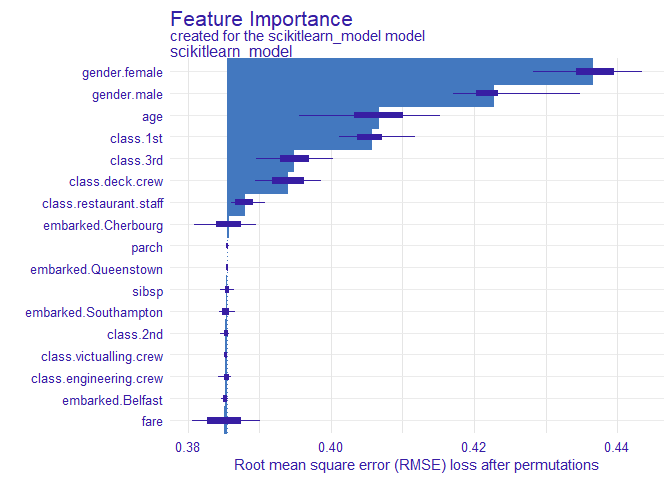 Feature Importance
created for the scikitlearn_model model
scikitlearn_model
gender.female
gender.male
age
class.1st
class.3rd
class.deck.crew
class.restaurant.staff
embarked.Cherbourg
parch
embarked.Queenstown
sibsp
embarked.Southampton
class.2nd
class.victualling.crew
class.engineering.crew
embarked.Belfast
fare
0.38 0.40 0.42 0.44
Root mean square error (RMSE) loss after permutations